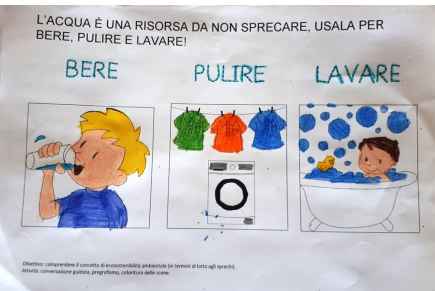 L'ACQUA È UNA RISORSA DA NON SPRECARE, USALA PER
BERE, PULIRE E LAVARE!
BERE PULIRE LAVARE
Obiettivo: comprendere il concetto di ecosostenibilità ambientale (in termini di lotta agli sprechi).
Attività: conversazione guidata, pregrafismo, coloritura delle scene.